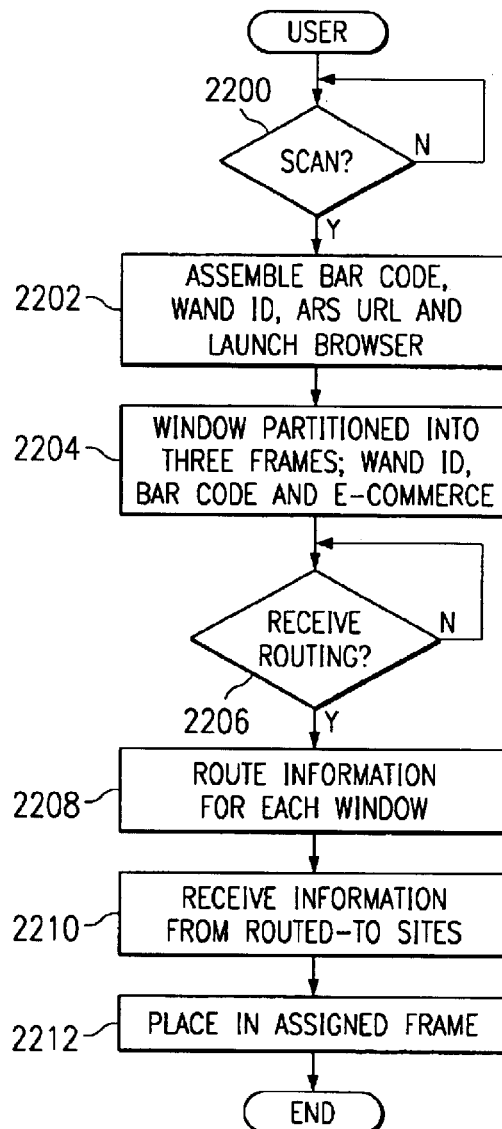 USER
2200
SCAN?
N
Y
2202
ASSEMBLE BAR CODE,
WAND ID, ARS URL AND
LAUNCH BROWSER
2204
WINDOW PARTITIONED INTO
THREE FRAMES; WAND ID,
BAR CODE AND E-COMMERCE
RECEIVE
ROUTING?
N
2206
Y
2208
ROUTE INFORMATION
FOR EACH WINDOW
2210
RECEIVE INFORMATION
FROM ROUTED-TO SITES
2212
PLACE IN ASSIGNED FRAME
END